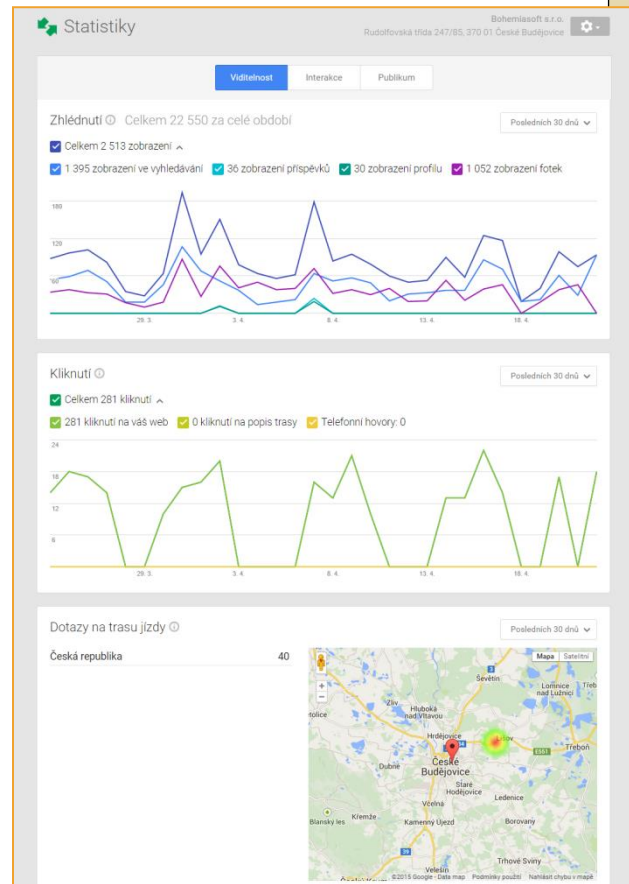 Statistiky
Bohemiasoft s.r.o.
Rudolfovská třída 247/85, 370 01 České Budějovice
Viditelnost Interakce Publikum
Zhlédnutí Celkem 22 550 za celé období
Posledních 30 dnů
Celkem 2 513 zobrazení
1 395 zobrazení ve vyhledávání 36 zobrazení příspěvků 30 zobrazení profilu 1 052 zobrazení fotek
180
120
60
29. 3. 3. 4. 8. 4. 13. 4. 18. 4.
Kliknutí
Posledních 30 dnů
Celkem 281 kliknutí
281 kliknutí na váš web 0 kliknutí na popis trasy Telefonní hovory: 0
24
18
12
6
29. 3. 3. 4. 8. 4. 13. 4. 18. 4.
Dotazy na trasu jízdy
Posledních 30 dnů
Česká republika 40
Mapa Satelitní
3
Ševětín
Lomnice nad Lužnicí
Zliv
Hluboká nad Vltavou
Hrdějovice
Lišov
E551
Třeboň
Dubné
České Budějovice
Staré Hodějovice
Včelná
Ledenice
Blanský les
Křemže
Kamenný Újezd
Borovany
39
Trhové Sviny
Velešín
©2015 Google - Data map Podmínky použití Nahlásit chybu v mapě